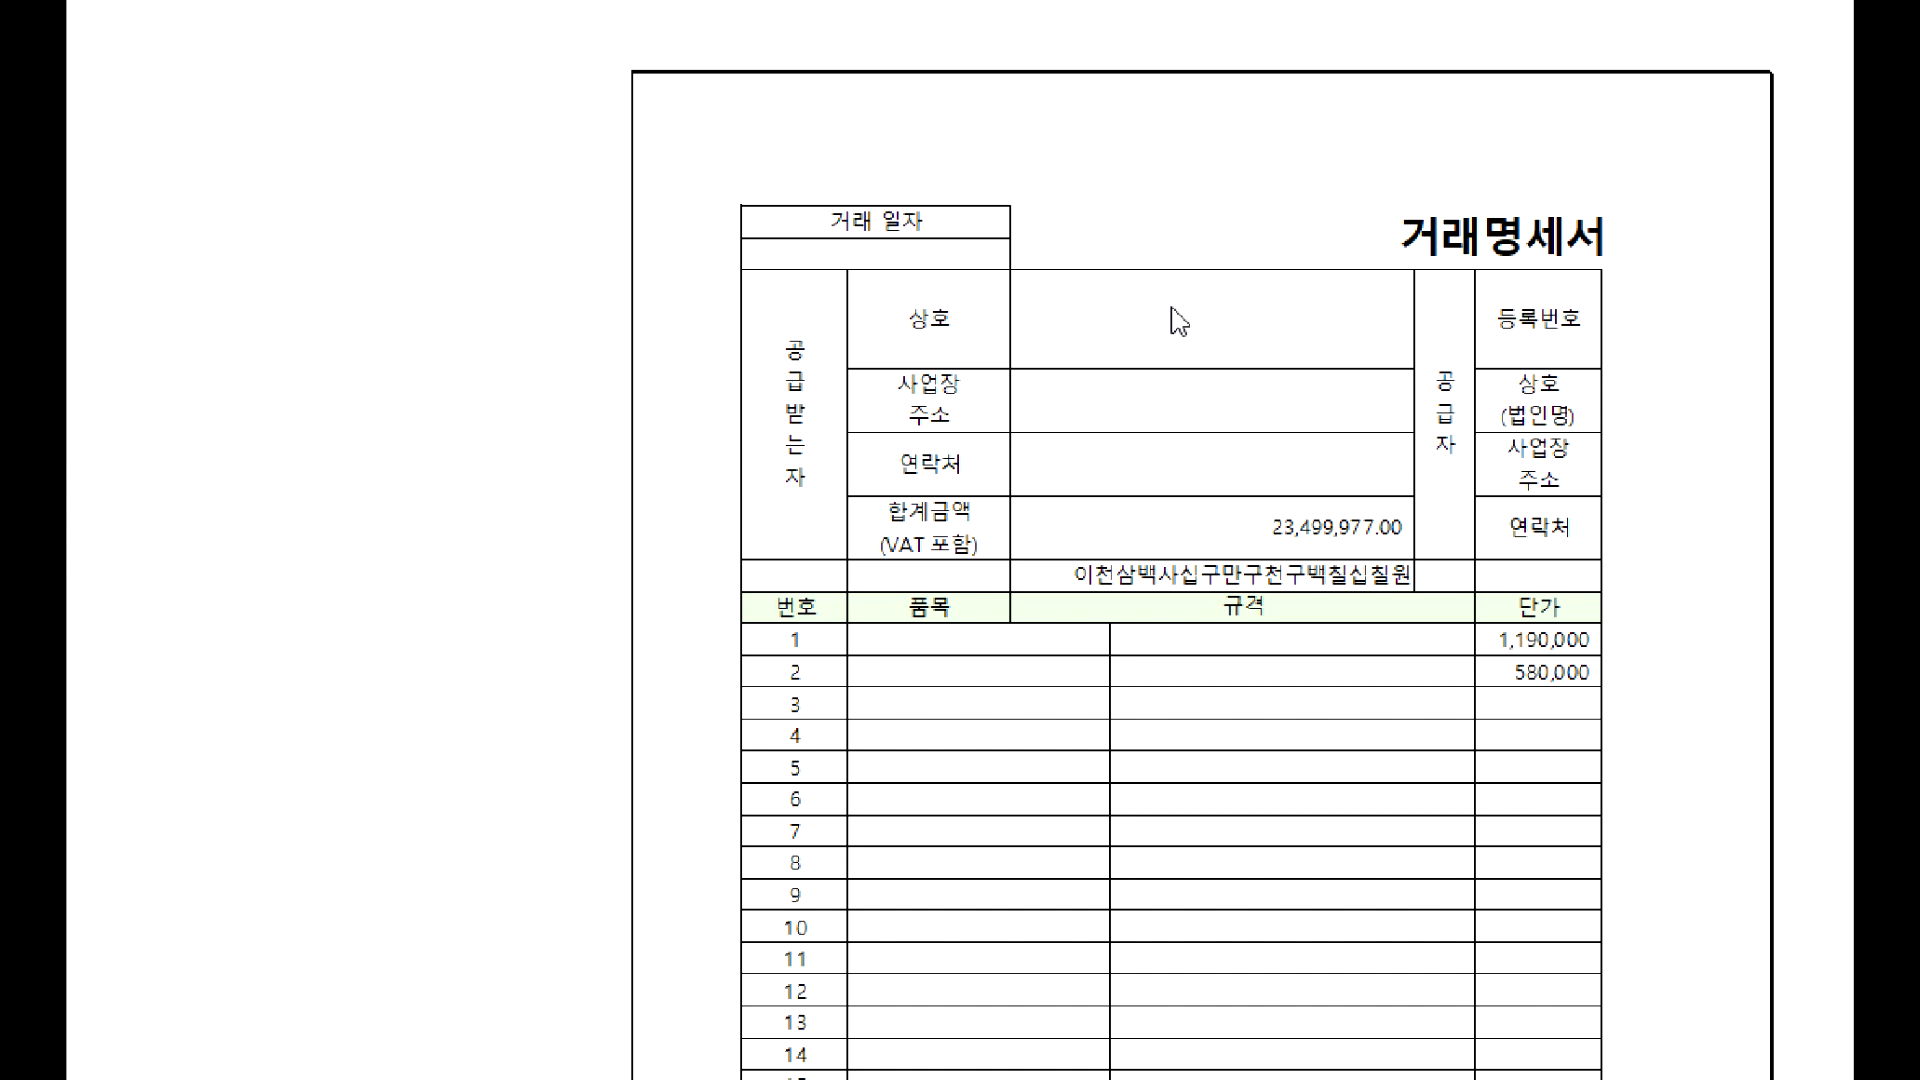 거래 일자
거래명세서
공급받는자
상호
공급자
등록번호
사업장
주소
상호
(법인명)
연락처
사업장
주소
합계금액
(VAT 포함)
23,499,977.00
연락처
이천삼백사십구만구천구백칠십칠원
번호 품목 규격 단가
1 1,190,000
2 580,000
3
4
5
6
7
8
9
10
11
12
13
14